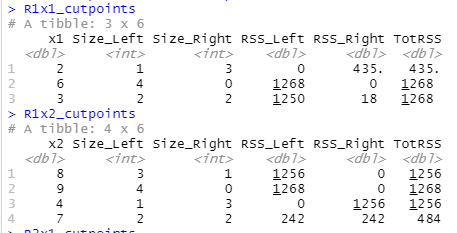 > R1x1_cutpoints
# A tibble: 3 x 6
x1 Size_Left Size_Right RSS_Left RSS_Right TotRSS
<dbl> <int> <int> <dbl> <dbl> <dbl>
1 2 1 3 0 435. 435.
2 6 4 0 1268 0 1268
3 3 2 2 1250 18 1268
> R1x2_cutpoints
# A tibble: 4 x 6
x2 Size_Left Size_Right RSS_Left RSS_Right TotRSS
<dbl> <int> <int> <dbl> <dbl> <dbl>
1 8 3 1 1256 0 1256
2 9 4 0 1268 0 1268
3 4 1 3 0 1256 1256
4 7 2 2 242 242 484